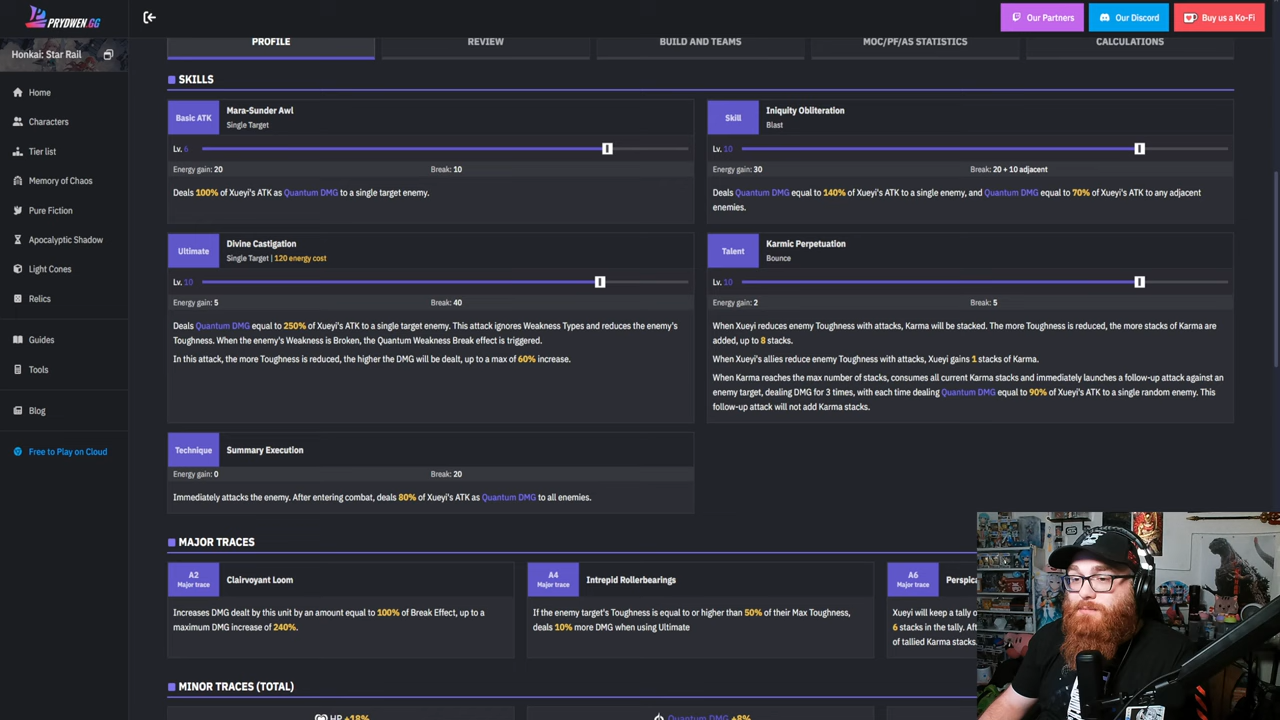 PRYDWEN.GG
Our Partners
Our Discord
Buy us a Ko-Fi
Honkai: Star Rail
Home
Characters
Tier list
Memory of Chaos
Pure Fiction
Apocalyptic Shadow
Light Cones
Relics
Guides
Tools
Blog
Free to Play on Cloud
PROFILE
REVIEW
BUILD AND TEAMS
MOC/PF/AS STATISTICS
CALCULATIONS
SKILLS
Basic ATK
Mara-Sunder Awl
Single Target
Lv. 6
Energy gain: 20
Break: 10
Deals 100% of Xueyi's ATK as Quantum DMG to a single target enemy.
Skill
Iniquity Obliteration
Blast
Lv. 10
Energy gain: 30
Break: 20 + 10 adjacent
Deals Quantum DMG equal to 140% of Xueyi's ATK to a single enemy, and Quantum DMG equal to 70% of Xueyi's ATK to any adjacent
enemies.
Ultimate
Divine Castigation
Single Target | 120 energy cost
Lv. 10
Energy gain: 5
Break: 40
Deals Quantum DMG equal to 250% of Xueyi's ATK to a single target enemy. This attack ignores Weakness Types and reduces the enemy's
Toughness. When the enemy's Weakness is Broken, the Quantum Weakness Break effect is triggered.
In this attack, the more Toughness is reduced, the higher the DMG will be dealt, up to a max of 60% increase.
Talent
Karmic Perpetuation
Bounce
Lv. 10
Energy gain: 2
Break: 5
When Xueyi reduces enemy Toughness with attacks, Karma will be stacked. The more Toughness is reduced, the more stacks of Karma are
added, up to 8 stacks.
When Xueyi's allies reduce enemy Toughness with attacks, Xueyi gains 1 stacks of Karma.
When Karma reaches the max number of stacks, consumes all current Karma stacks and immediately launches a follow-up attack against an
enemy target, dealing DMG for 3 times, with each time dealing Quantum DMG equal to 90% of Xueyi's ATK to a single random enemy. This
follow-up attack will not add Karma stacks.
Technique
Summary Execution
Energy gain: 0
Break: 20
Immediately attacks the enemy. After entering combat, deals 80% of Xueyi's ATK as Quantum DMG to all enemies.
MAJOR TRACES
A2
Major trace
Clairvoyant Loom
Increases DMG dealt by this unit by an amount equal to 100% of Break Effect, up to a
maximum DMG increase of 240%.
A4
Major trace
Intrepid Rollerbearings
If the enemy target's Toughness is equal to or higher than 50% of their Max Toughness,
deals 10% more DMG when using Ultimate
A6
Major trace
Perspic
Xueyi will keep a tally o
6 stacks in the tally. After
of tallied Karma stacks.
MINOR TRACES (TOTAL)
HP +18%
Quantum DMG +8%